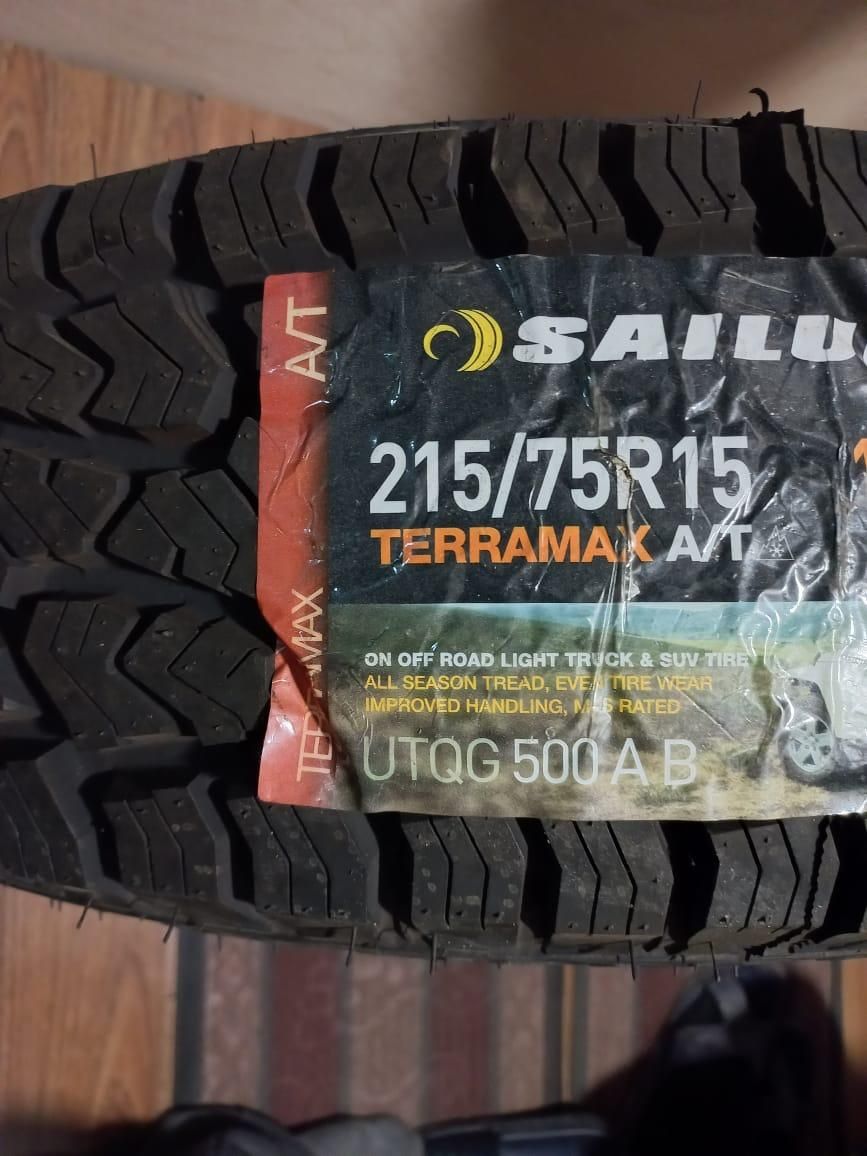 A/T
TERRAMAX
SAILU
215/75R15
TERRAMAX A/T
ON OFF ROAD LIGHT TRUCK & SUV TIRE
ALL SEASON TREAD, EVEN TIRE WEAR
IMPROVED HANDLING, M+S RATED
UTQG 500 A B